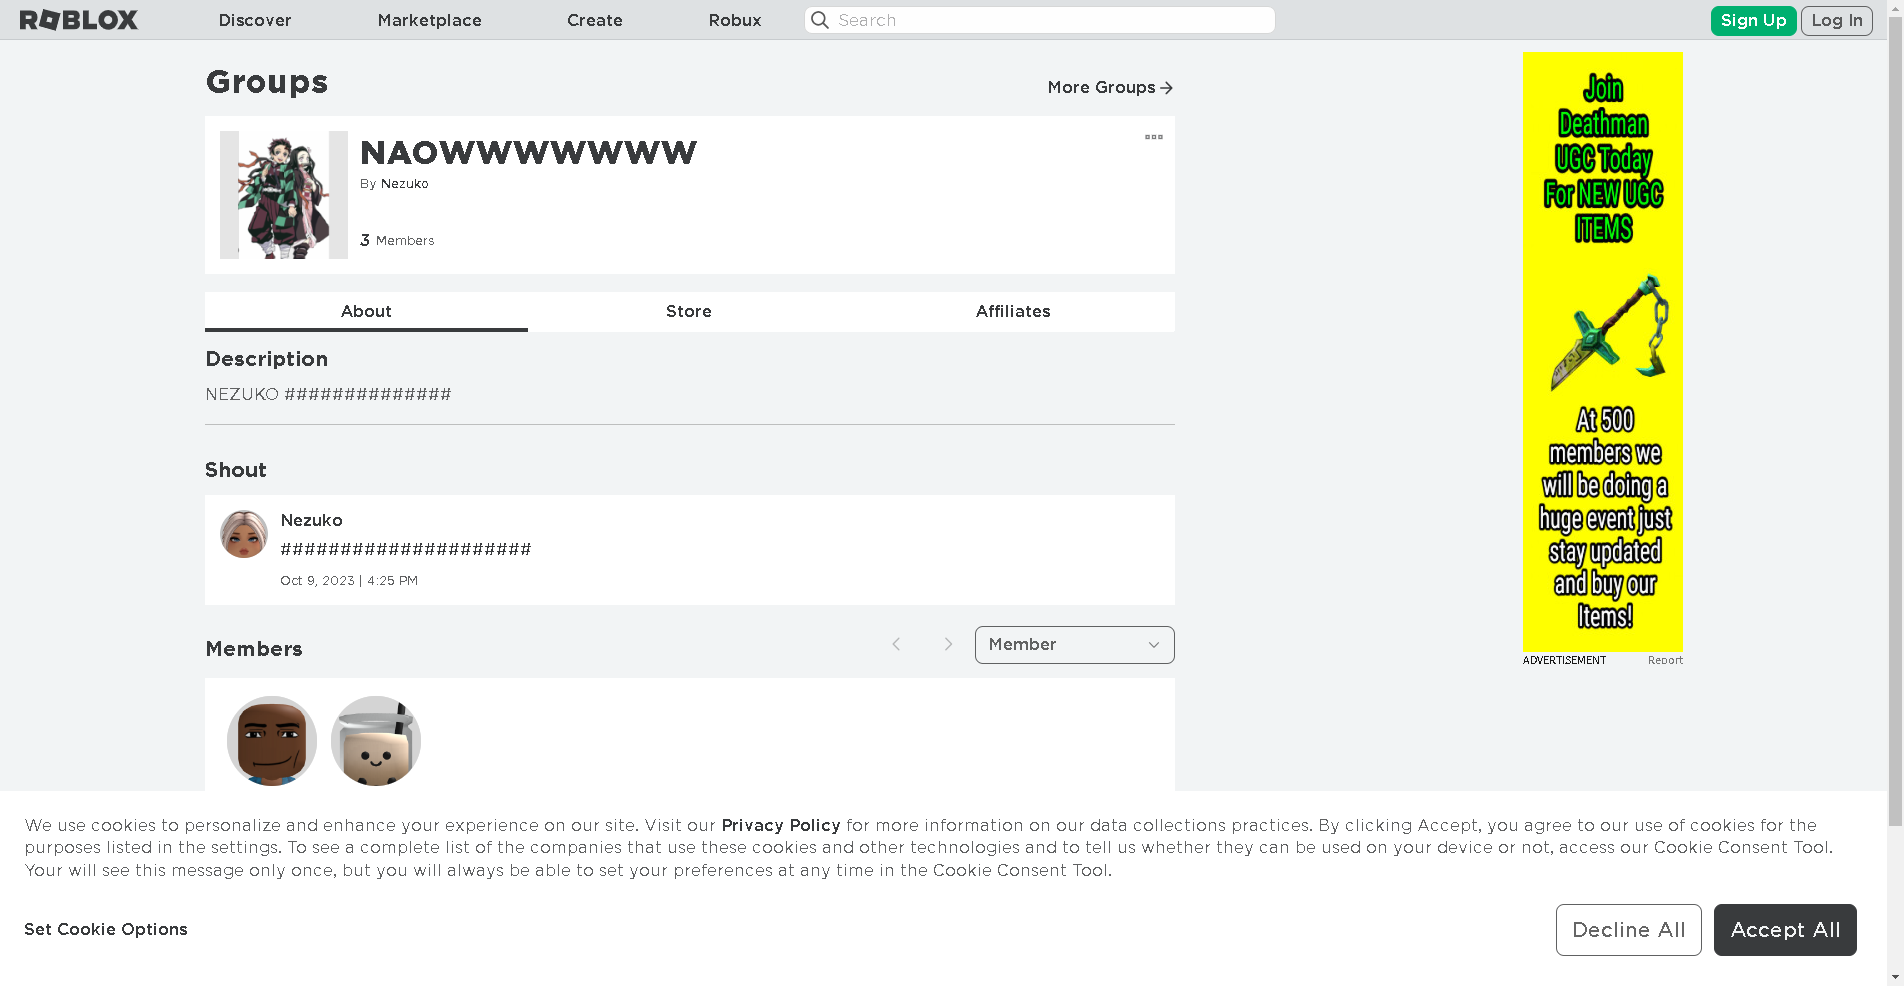 ROBLOX
Discover
Marketplace
Create
Robux
Search
Sign Up
Log In
Groups
More Groups
NAOWWWWWWW
By Nezuko
3 Members
About
Store
Affiliates
Description
NEZUKO ##############
Shout
Nezuko
#####################
Oct 9, 2023 | 4:25 PM
Members
Member
Join
Deathman
UGC Today
For NEW UGC
ITEMS
At 500
members we
will be doing a
huge event just
stay updated
and buy our
Items!
ADVERTISEMENT
Report
We use cookies to personalize and enhance your experience on our site. Visit our Privacy Policy for more information on our data collections practices. By clicking Accept, you agree to our use of cookies for the
purposes listed in the settings. To see a complete list of the companies that use these cookies and other technologies and to tell us whether they can be used on your device or not, access our Cookie Consent Tool.
Your will see this message only once, but you will always be able to set your preferences at any time in the Cookie Consent Tool.
Set Cookie Options
Decline All
Accept All